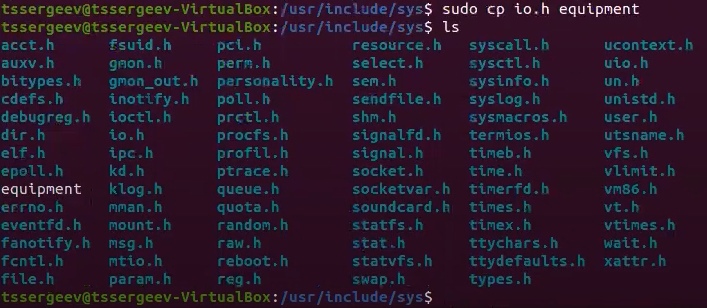 tssergeev@tssergeev-VirtualBox:/usr/include/sys$ sudo cp io.h equipment
tssergeev@tssergeev-VirtualBox:/usr/include/sys$ ls
acct.h fsuid.h pci.h resource.h syscall.h ucontext.h
auxv.h gmon.h perm.h select.h sysctl.h uio.h
bitypes.h gmon_out.h personality.h sem.h sysinfo.h un.h
cdefs.h inotify.h poll.h sendfile.h syslog.h unistd.h
debugreg.h ioctl.h prctl.h shm.h sysmacros.h user.h
dir.h io.h procfs.h signalfd.h termios.h utsname.h
elf.h ipc.h profil.h signal.h timeb.h vfs.h
epoll.h kd.h ptrace.h socket.h time.h vlimit.h
equipment klog.h queue.h socketvar.h timerfd.h vm86.h
errno.h mman.h quota.h soundcard.h times.h vt.h
eventfd.h mount.h random.h statfs.h timex.h vtimes.h
fanotify.h msg.h raw.h stat.h ttychars.h wait.h
fcntl.h mtio.h reboot.h statvfs.h ttydefaults.h xattr.h
file.h param.h reg.h swap.h types.h
tssergeev@tssergeev-VirtualBox:/usr/include/sys$